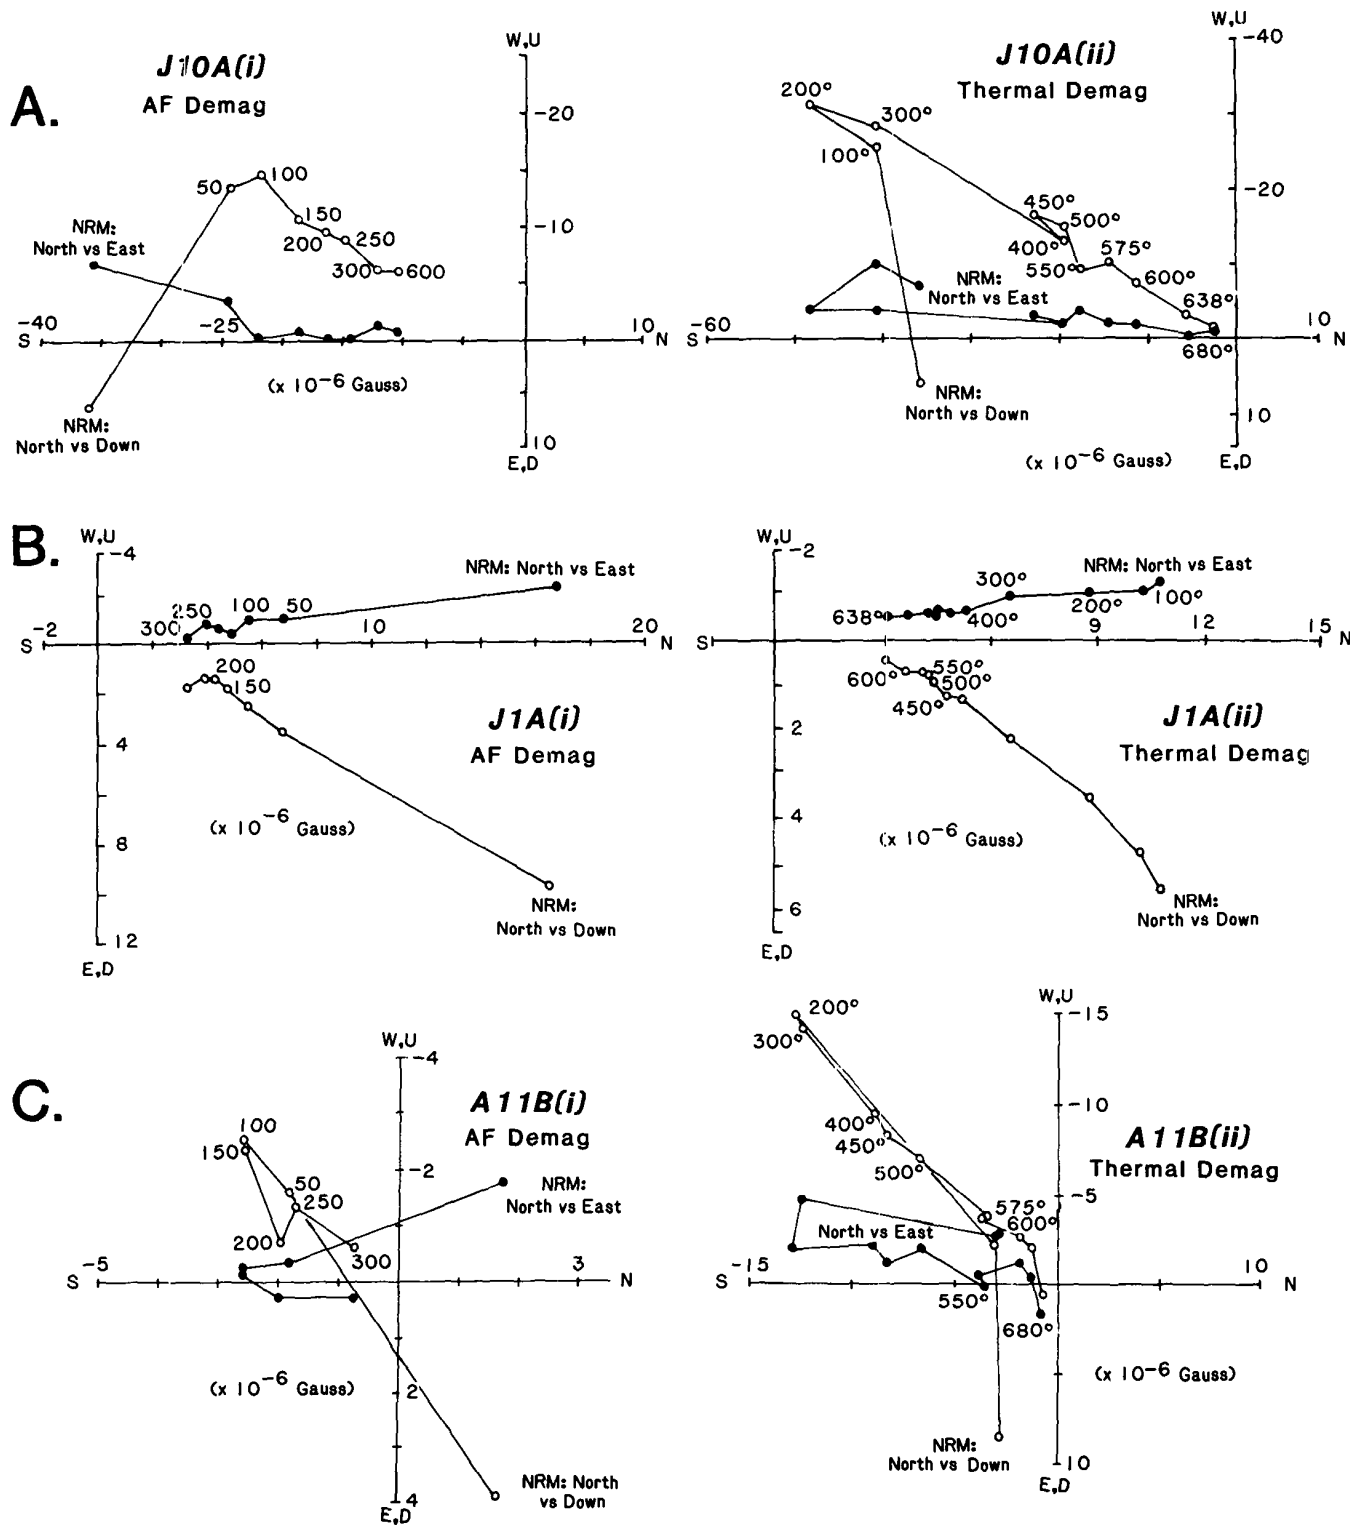 A.
J10A(i)
AF Demag
W,U
-20
-10
50
100
150
200
250
300
600
NRM:
North vs East
-40
-25
10
S
N
(x 10-6 Gauss)
NRM:
North vs Down
10
E,D
J10A(ii)
Thermal Demag
W,U
-40
200°
300°
100°
-20
450°
500°
400°
550°
575°
600°
638°
680°
NRM:
North vs East
-60
10
S
N
NRM:
North vs Down
10
(x 10-6 Gauss)
E,D
B.
W,U
-4
NRM: North vs East
250
100
50
300
-2
10
20
S
N
200
150
J1A(i)
AF Demag
4
(x 10-6 Gauss)
8
NRM:
North vs Down
12
E,D
W,U
-2
NRM: North vs East
300°
200°
100°
638°
400°
S
9
12
15
N
600°
550°
500°
450°
J1A(ii)
Thermal Demag
2
4
(x 10-6 Gauss)
6
NRM:
North vs Down
E,D
C.
W,U
-4
A11B(i)
AF Demag
100
150
-2
50
250
NRM:
North vs East
200
300
-5
3
S
N
(x 10-6 Gauss)
2
NRM: North
vs Down
4
E,D
W,U
-15
200°
300°
-10
400°
450°
500°
A11B(ii)
Thermal Demag
-5
575°
600°
North vs East
-15
10
S
N
550°
680°
(x 10-6 Gauss)
NRM:
North vs Down
10
E,D